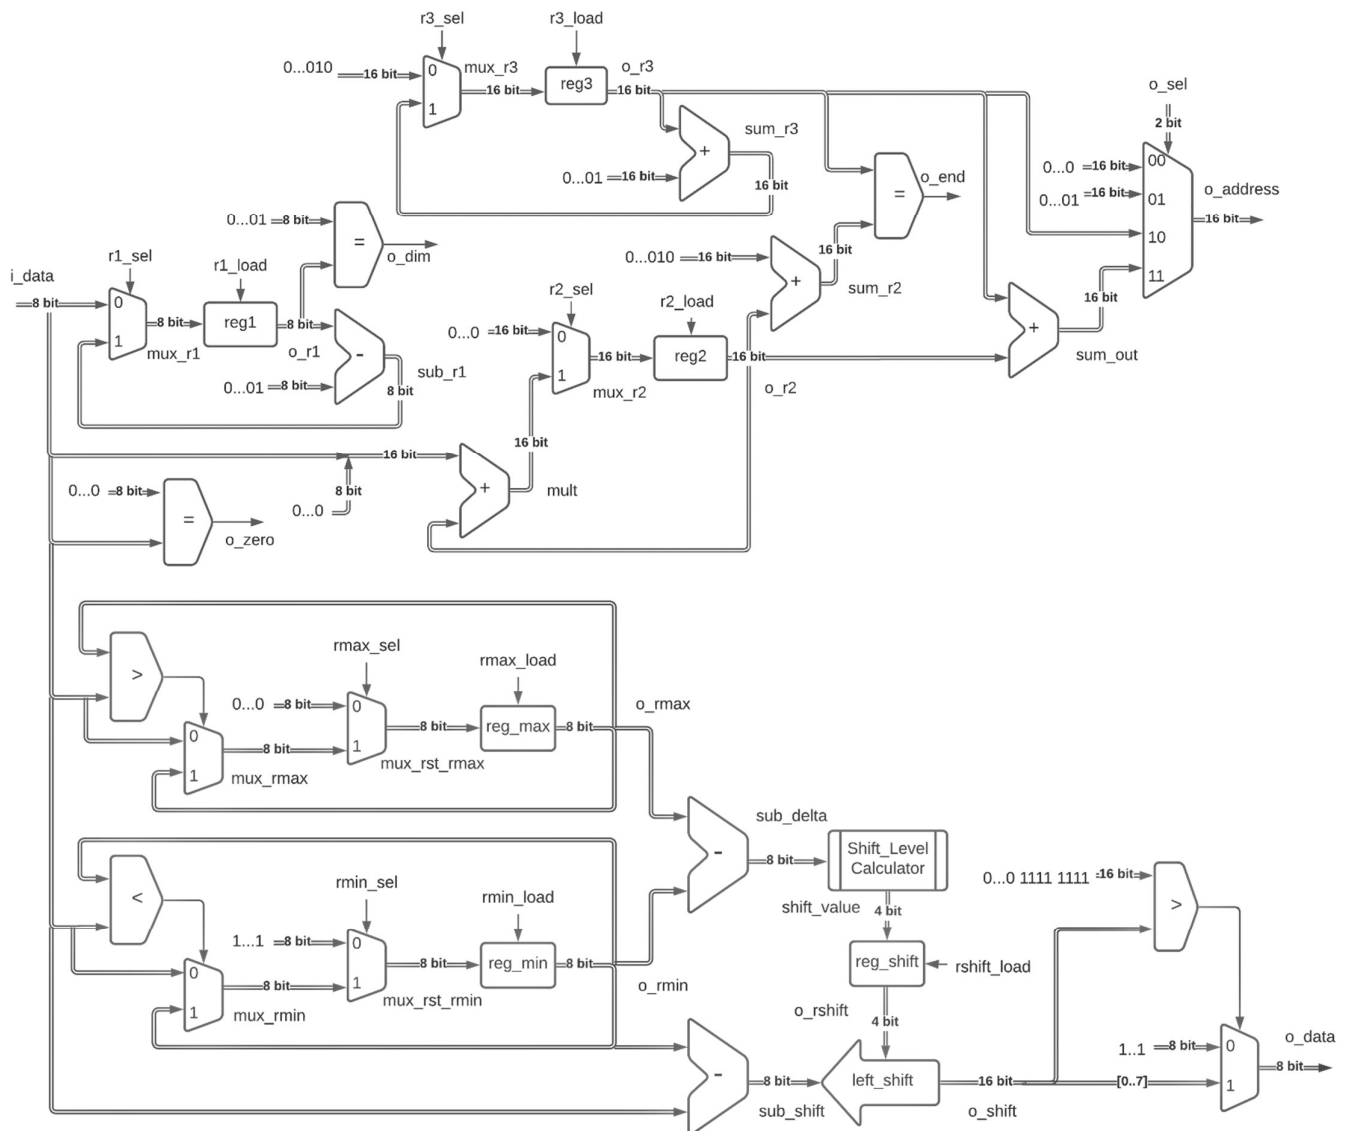 r3_sel
r3_load
0...010
16 bit
0
1
mux_r3
16 bit
reg3
o_r3
16 bit
sum_r3
+
0...01
16 bit
16 bit
=
o_end
o_sel
2 bit
0...0
16 bit
00
0...01
16 bit
01
10
11
o_address
16 bit
0...01
8 bit
=
o_dim
i_data
8 bit
r1_sel
0
1
8 bit
mux_r1
r1_load
reg1
8 bit
o_r1
-
0...01
8 bit
sub_r1
8 bit
0...010
16 bit
+
16 bit
sum_r2
r2_sel
0...0
16 bit
0
1
16 bit
mux_r2
r2_load
reg2
16 bit
o_r2
+
16 bit
sum_out
16 bit
16 bit
+
mult
0...0
8 bit
0...0
8 bit
=
o_zero
>
0
1
8 bit
mux_rmax
rmax_sel
0...0
8 bit
0
1
8 bit
mux_rst_rmax
rmax_load
reg_max
8 bit
o_rmax
-
sub_delta
8 bit
Shift_Level
Calculator
shift_value
4 bit
reg_shift
rshift_load
o_rshift
4 bit
<
0
1
8 bit
mux_rmin
rmin_sel
1...1
8 bit
0
1
8 bit
mux_rst_rmin
rmin_load
reg_min
8 bit
o_rmin
-
8 bit
sub_shift
left_shift
16 bit
o_shift
0...0 1111 1111
16 bit
>
1..1
8 bit
[0..7]
0
1
o_data
8 bit